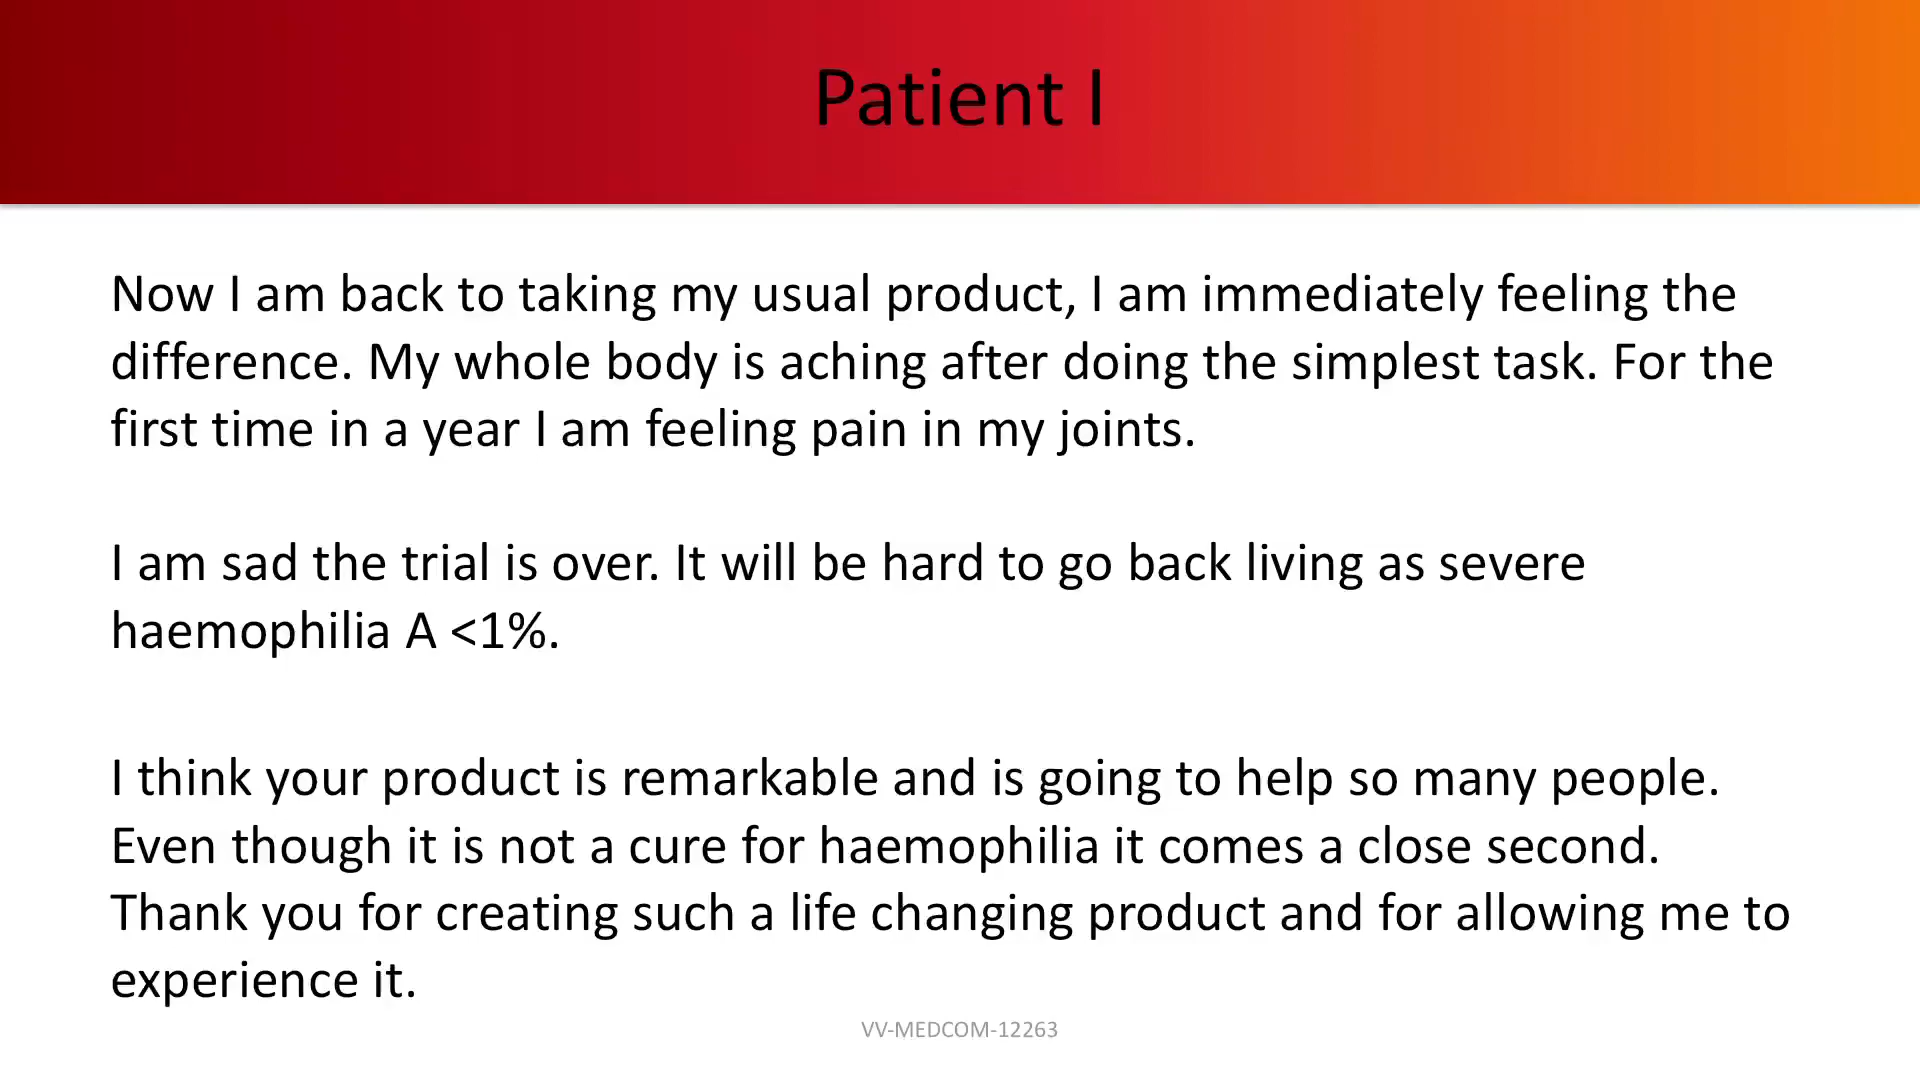 Patient I
Now I am back to taking my usual product, I am immediately feeling the
difference. My whole body is aching after doing the simplest task. For the
first time in a year I am feeling pain in my joints.
I am sad the trial is over. It will be hard to go back living as severe
haemophilia A <1%.
I think your product is remarkable and is going to help so many people.
Even though it is not a cure for haemophilia it comes a close second.
Thank you for creating such a life changing product and for allowing me to
experience it.
VV-MEDCOM-12263